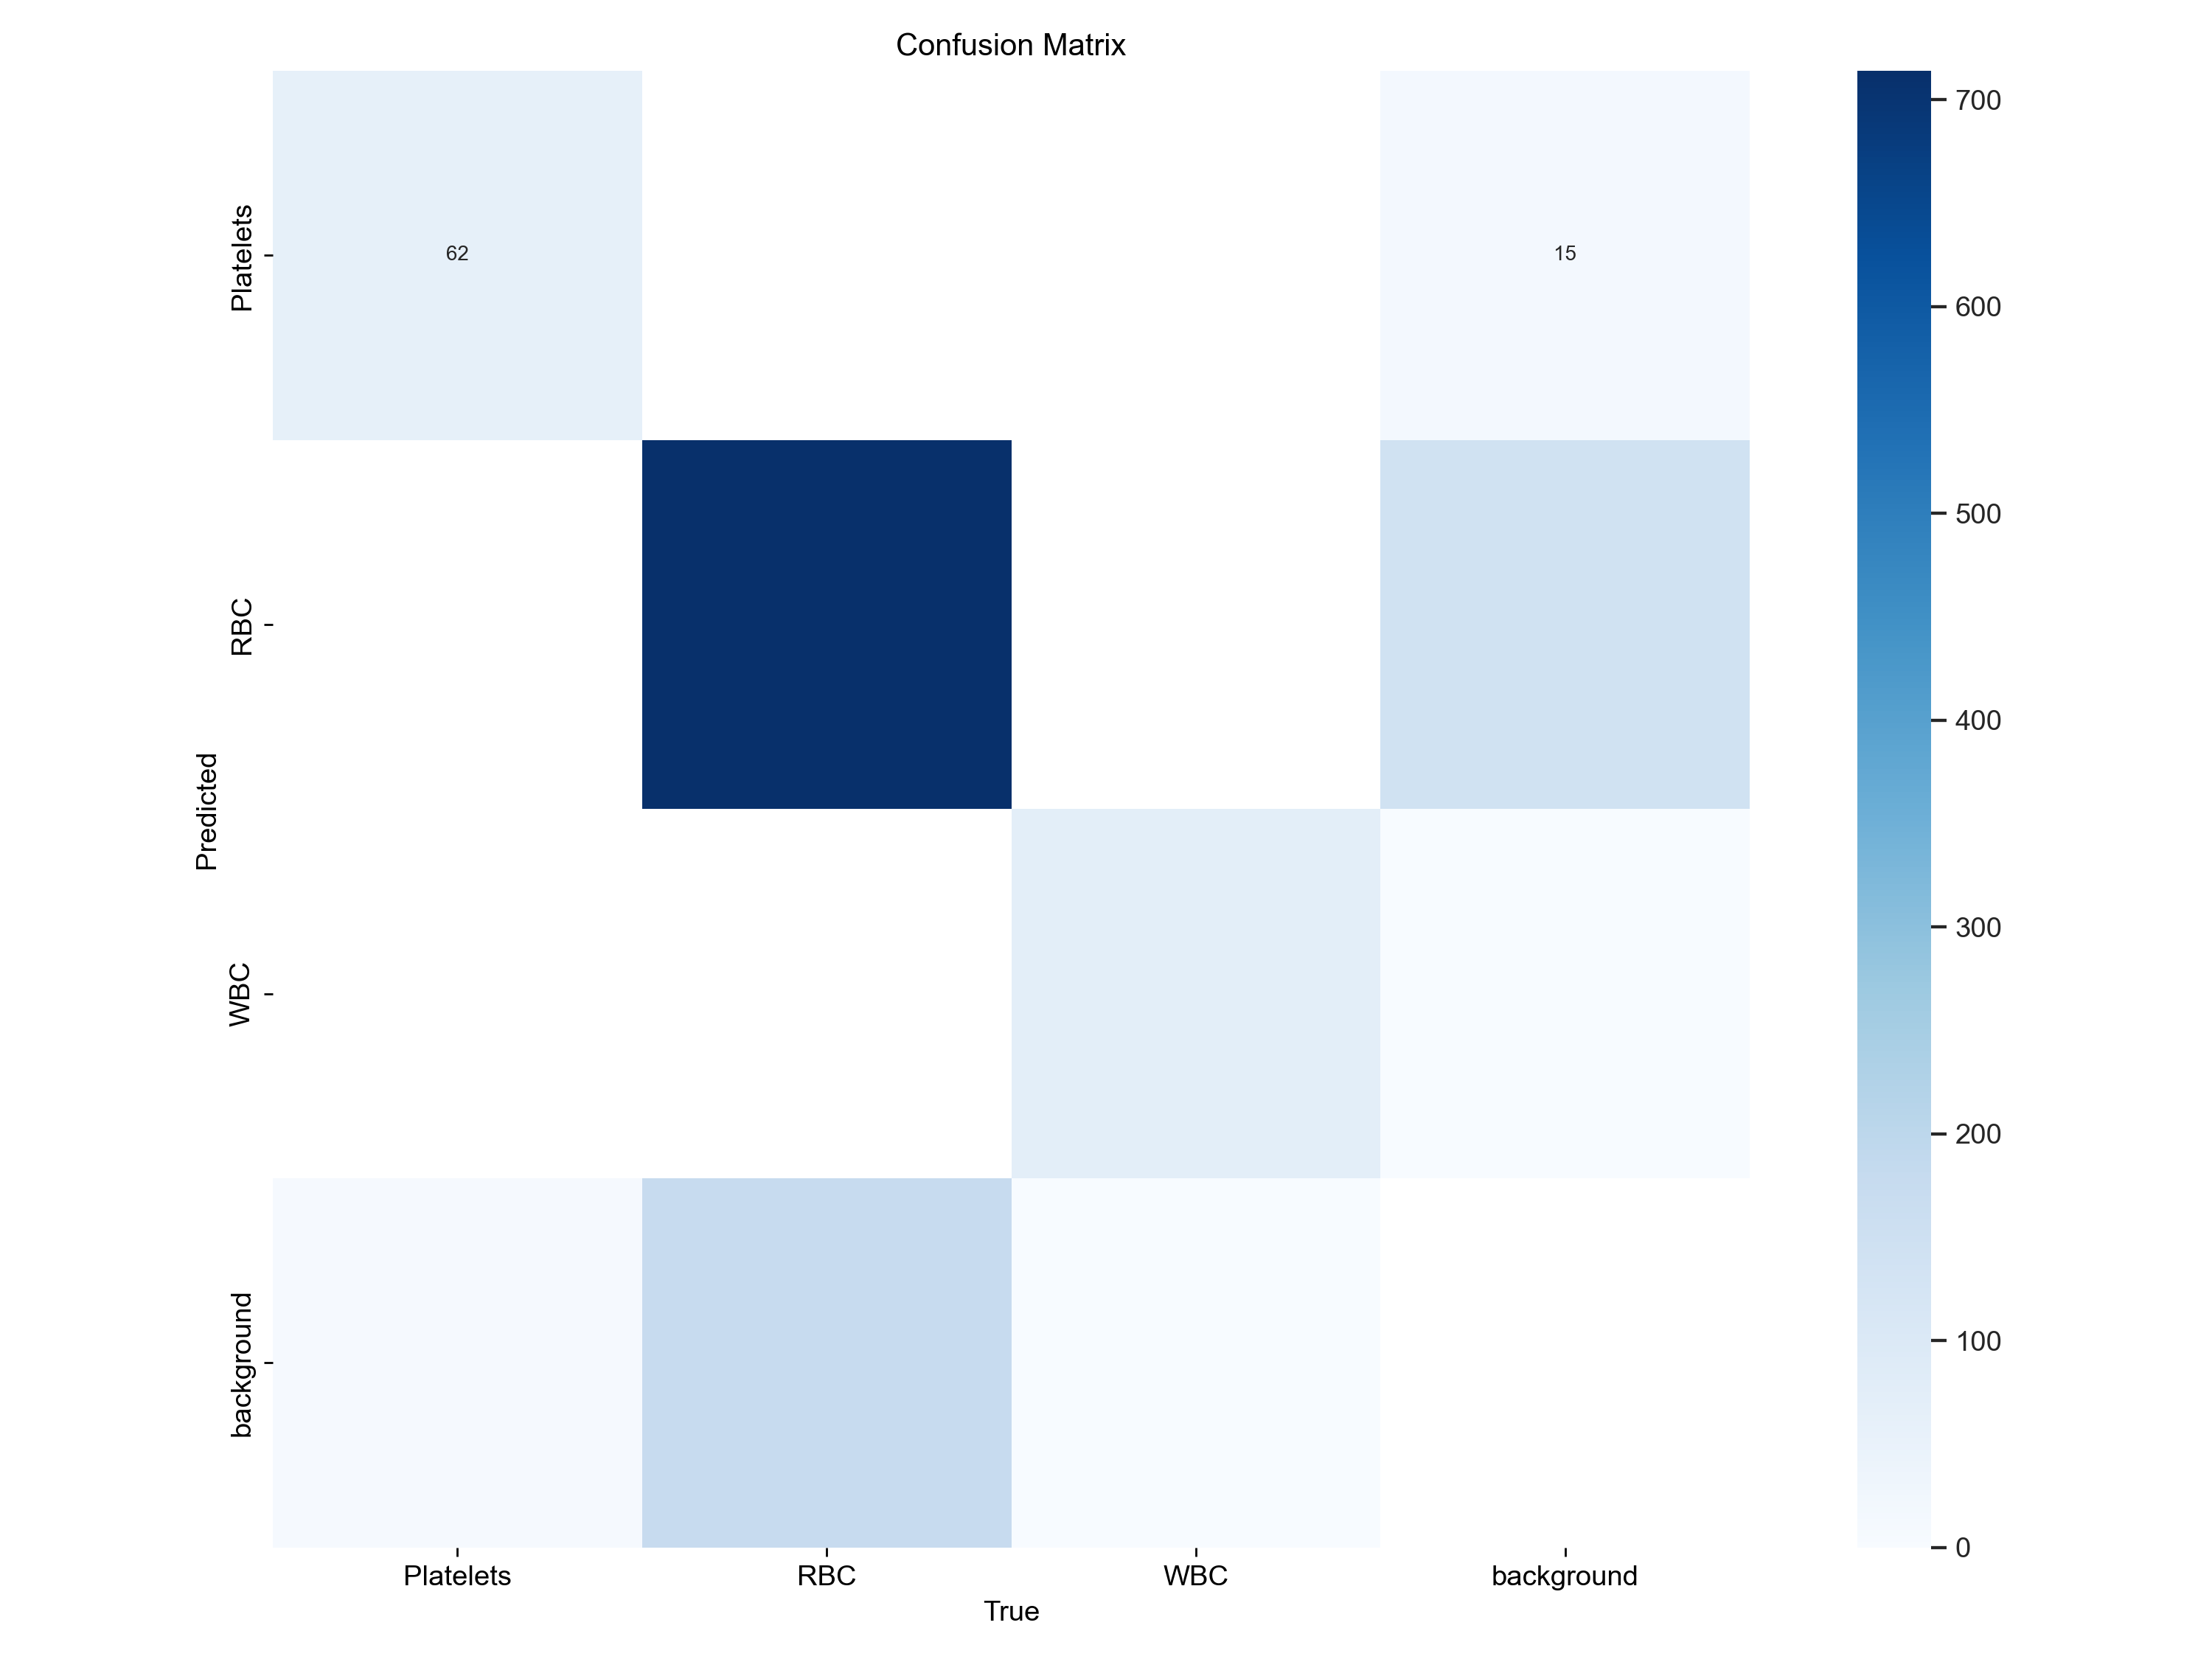 Confusion Matrix
Platelets
62
15
RBC
WBC
background
Predicted
Platelets
RBC
WBC
background
True
700
600
500
400
300
200
100
0